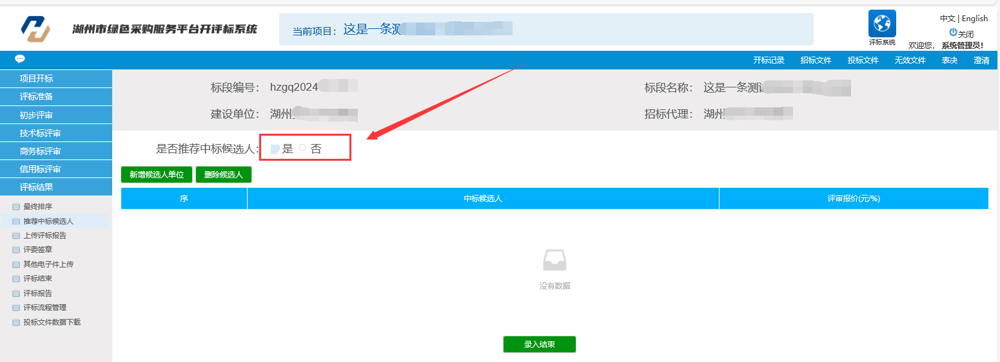 湖州市绿色采购服务平台开评标系统
当前项目： 这是一条测
评标系统
中文 | English
关闭
欢迎您， 系统管理员！
开标记录 招标文件 投标文件 无效文件 表决 澄清
项目开标
评标准备
初步评审
技术标评审
商务标评审
信用标评审
评标结果
最终排序
推荐中标候选人
上传评标报告
评委签章
其他电子件上传
评标结束
评标报告
评标流程管理
投标文件数据下载
标段编号： hzgq2024
标段名称： 这是一条测
建设单位： 湖州
招标代理： 湖州
是否推荐中标候选人： 是 否
新增候选人单位 删除候选人
序 中标候选人 评审报价(元/%)
没有数据
录入结束